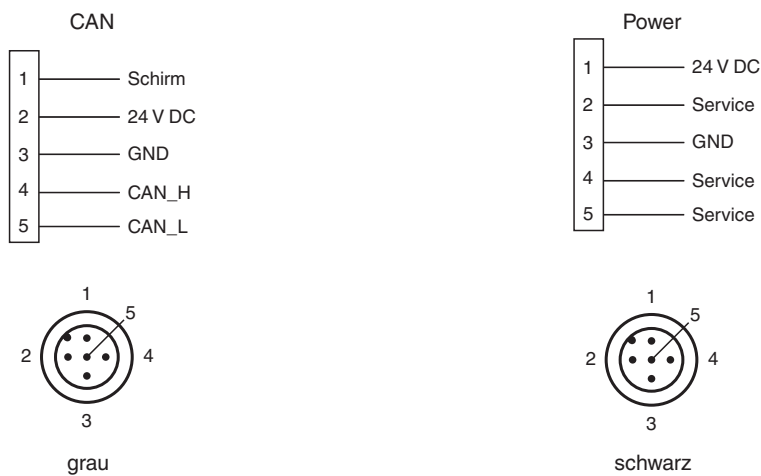 CAN
1 Schirm
2 24 V DC
3 GND
4 CAN_H
5 CAN_L
1
5
2 4
3
grau
Power
1 24 V DC
2 Service
3 GND
4 Service
5 Service
1
5
2 4
3
schwarz